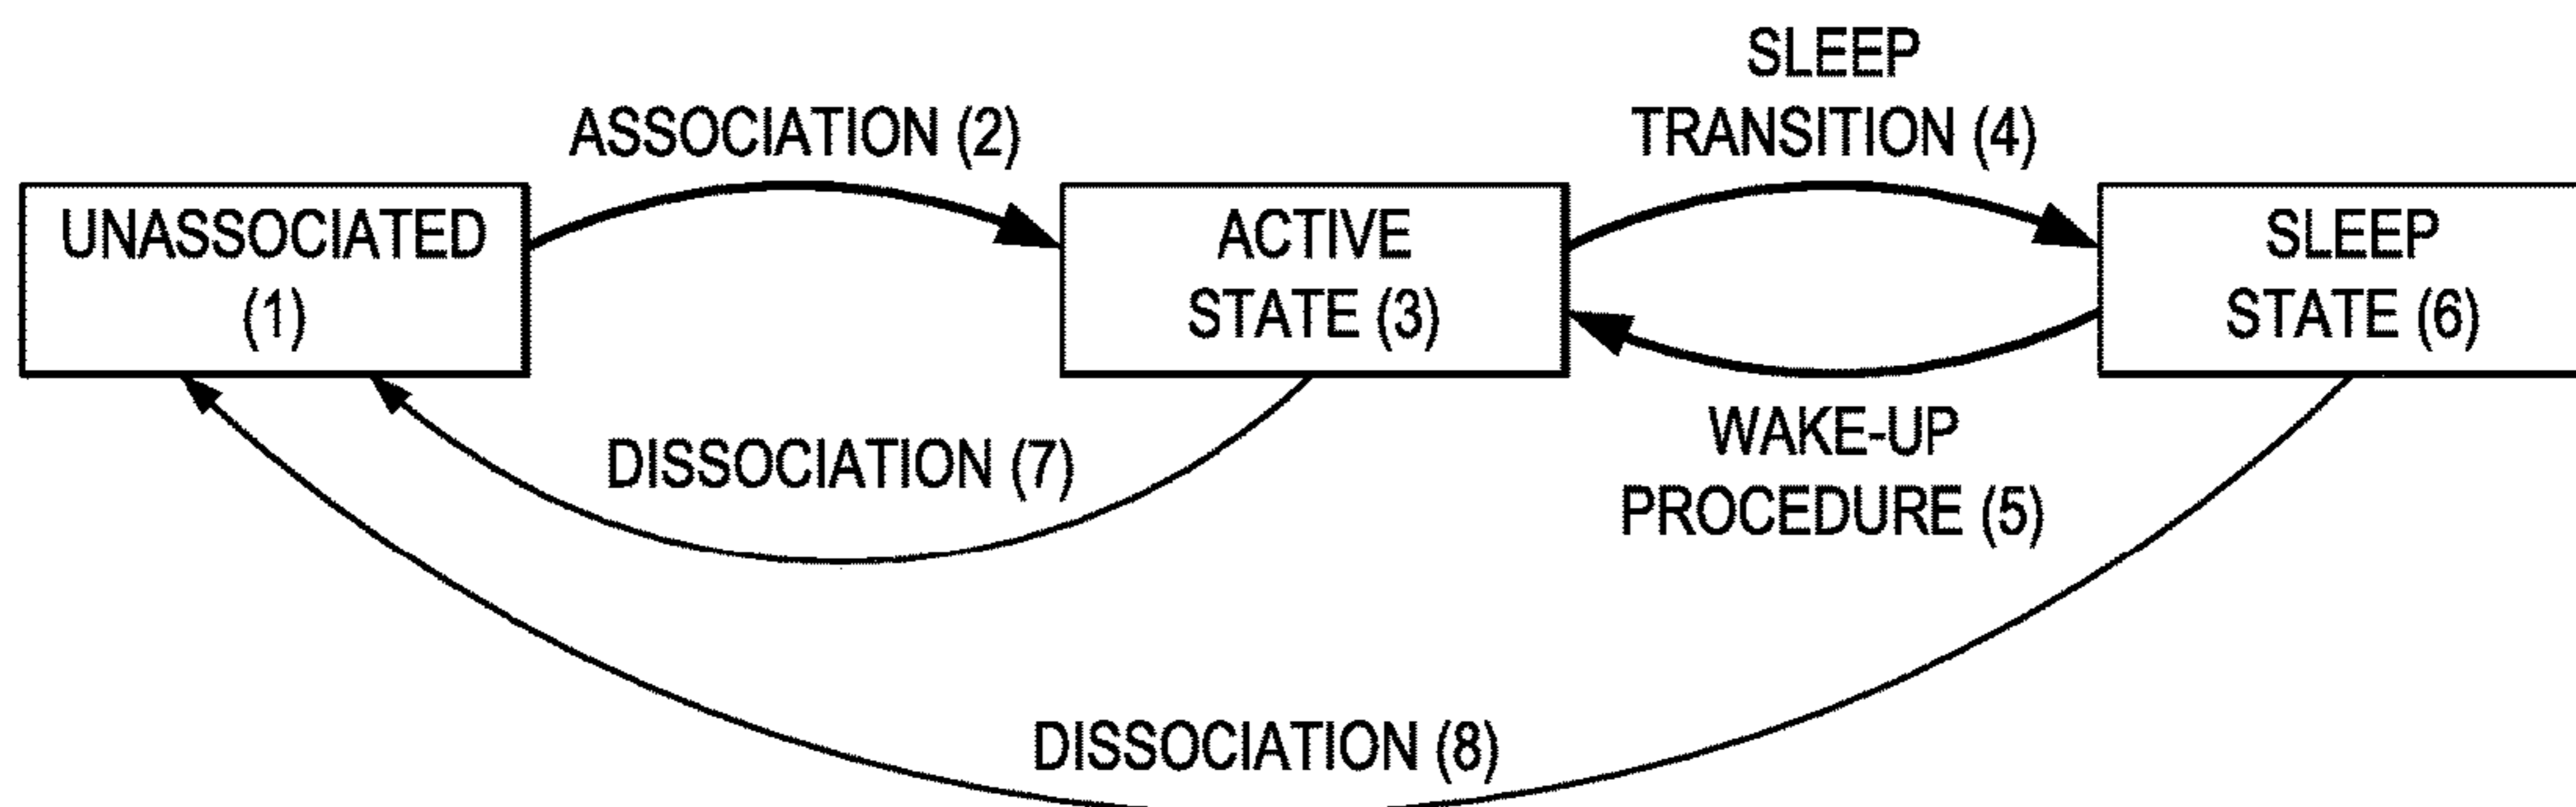 SLEEP
TRANSITION (4)
ASSOCIATION (2)
UNASSOCIATED
(1)
ACTIVE
STATE (3)
SLEEP
STATE (6)
WAKE-UP
PROCEDURE (5)
DISSOCIATION (7)
DISSOCIATION (8)